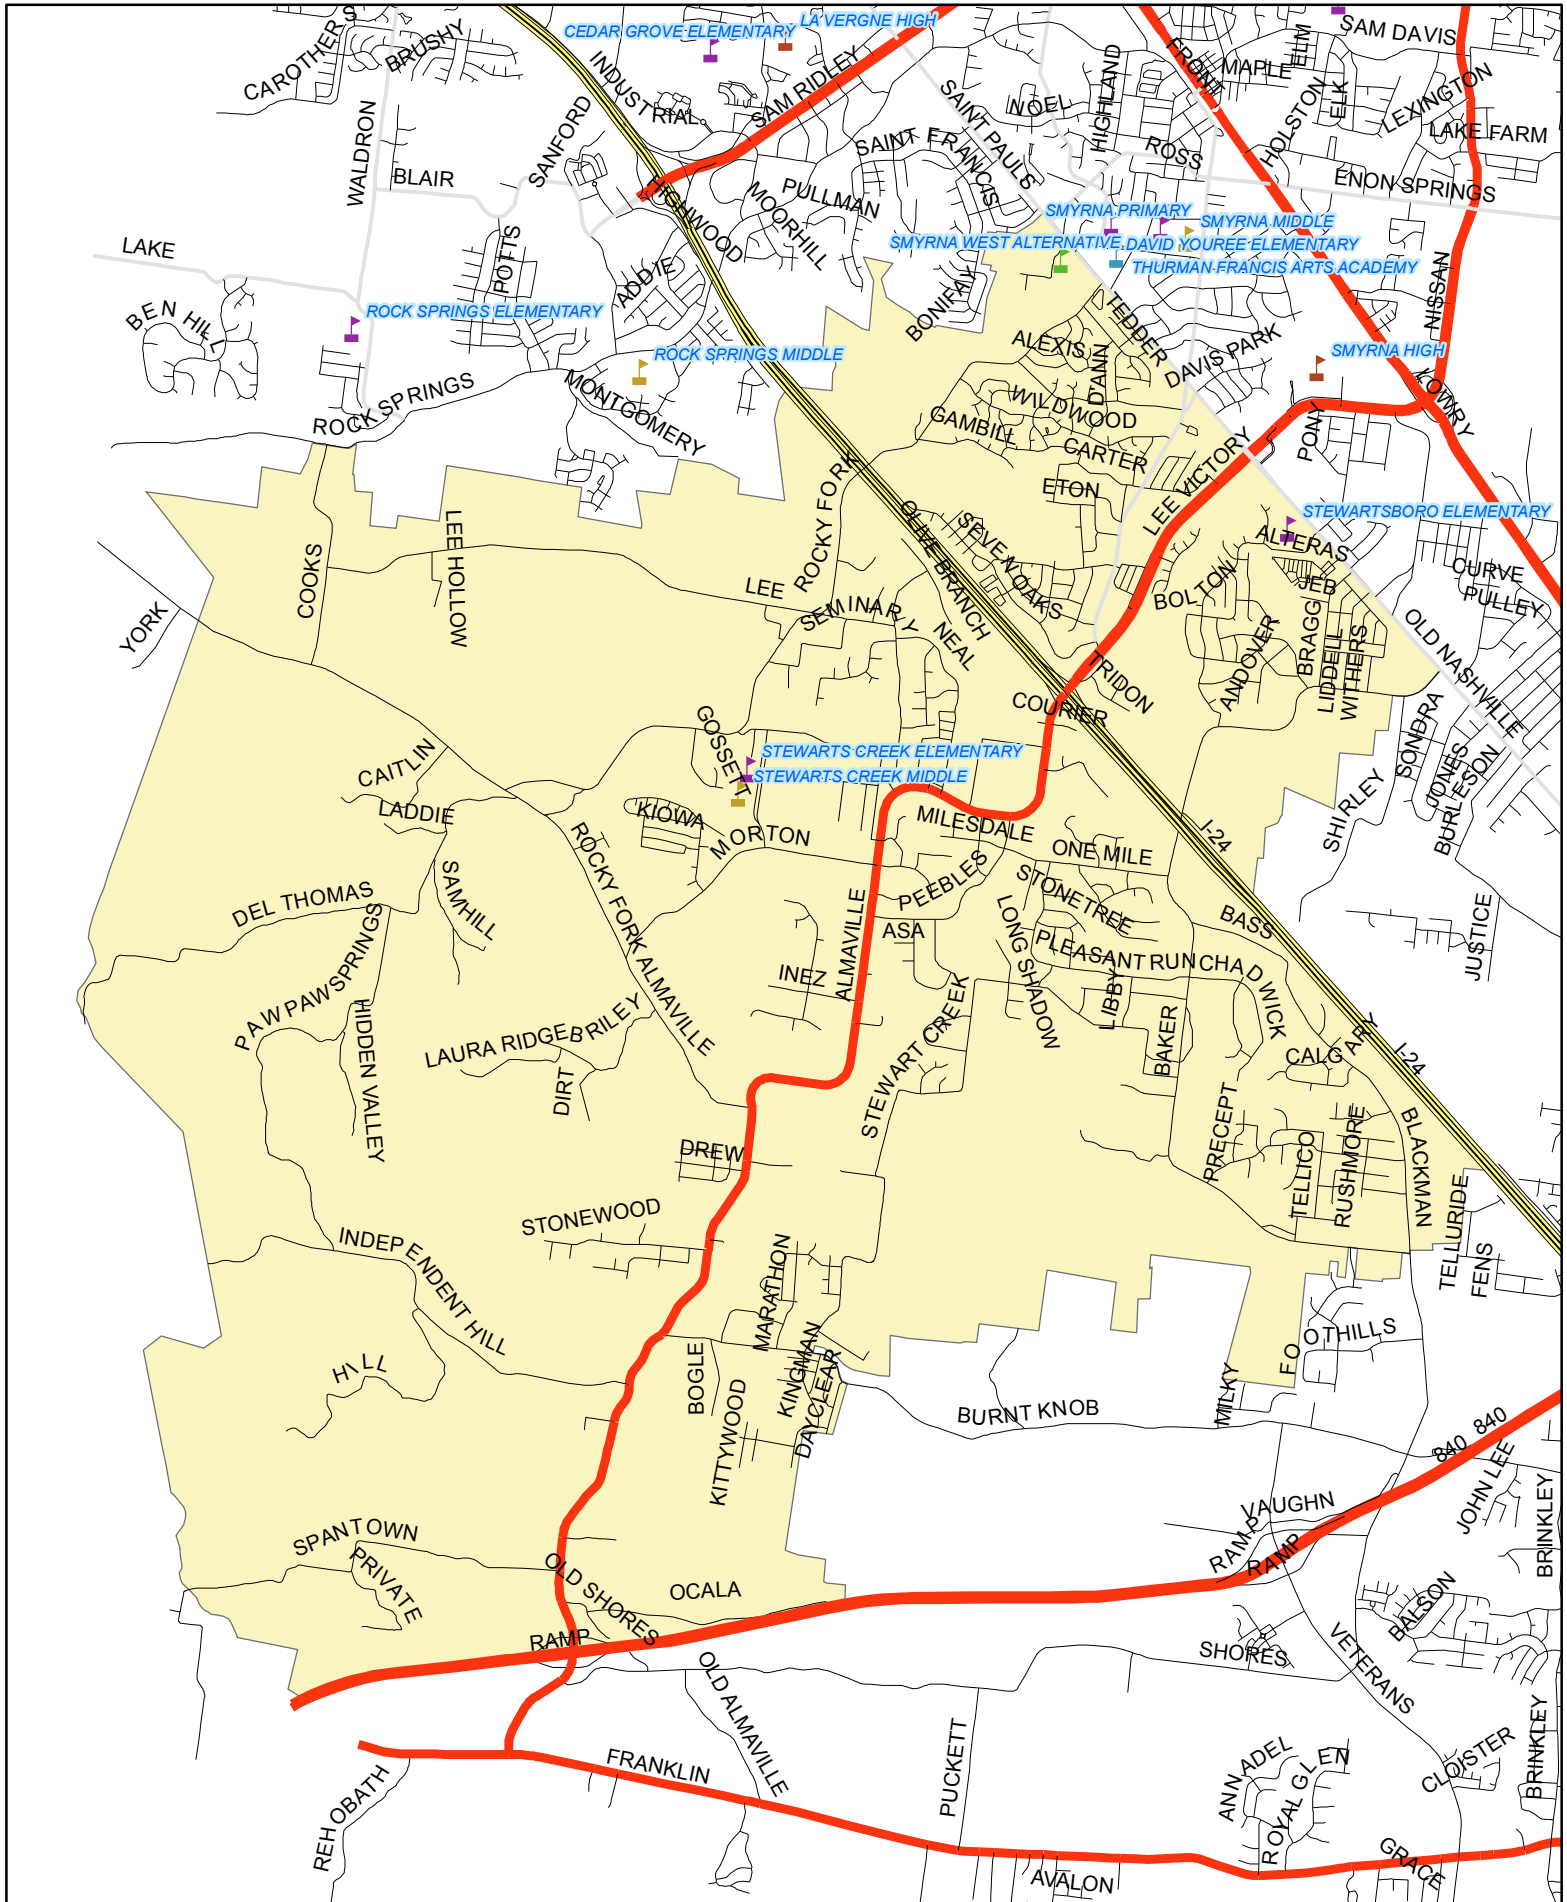 CEDAR GROVE ELEMENTARY
LA VERGNE HIGH
CAROTHERS
BRUSHY
INDUSTRIAL
SAM RIDLEY
FRONT
MAPLE
ELM
SAM DAVIS
HOLSTON
ELK
LEXINGTON
LAKE FARM
SANFORD
WALDRON
BLAIR
SAINT FRANCIS
SAINT PAULS
NOEL
HIGHLAND
ROSS
ENON SPRINGS
HIGHWOOD
MOORHILL
PULLMAN
SMYRNA PRIMARY
SMYRNA MIDDLE
SMYRNA WEST ALTERNATIVE
DAVID YOUREE ELEMENTARY
THURMAN FRANCIS ARTS ACADEMY
LAKE
POTTS
ADDIE
BONIFAY
NISSAN
BEN HILL
ROCK SPRINGS ELEMENTARY
ROCK SPRINGS MIDDLE
ALEXIS
D'ANN
TEDDER
DAVIS PARK
SMYRNA HIGH
LOWRY
ROCK SPRINGS
MONTGOMERY
WILDWOOD
GAMBILL
CARTER
ETON
LEE VICTORY
PONY
ROCKY FORK
OLIVE BRANCH
SEVEN OAKS
STEWARTSBORO ELEMENTARY
ALTERAS
JEB
CURVE
PULLEY
COOKS
LEE HOLLOW
LEE
SEMINARY
NEAL
BOLTON
ANDOVER
BRAGG
LIDDELL
WITHERS
OLD NASHVILLE
YORK
TRIDON
COURIER
GOSSETT
STEWARTS CREEK ELEMENTARY
STEWARTS CREEK MIDDLE
CAITLIN
LADDIE
KIOWA
MORTON
MILESDALE
ONE MILE
I-24
SHIRLEY
SONDRA
JONES
BURLESON
ROCKY FORK ALMAVILLE
SAMHILL
DEL THOMAS
PAW PAW SPRINGS
PEEBLES
STONETREE
ASA
ALMAVILLE
INEZ
LONG SHADOW
PLEASANT RUN
CHADWICK
BASS
JUSTICE
LIBBY
BAKER
STEWART CREEK
HIDDEN VALLEY
LAURA RIDGE
BRILEY
DIRT
CALGARY
I-24
PRECEPT
TELLICO
RUSHMORE
BLACKMAN
DREW
STONEWOOD
INDEPENDENT HILL
TELLURIDE
FENS
MARATHON
KINGMAN
DAYCLEAR
BOGLE
KITTYWOOD
HILL
FOOTHILLS
MILKY
BURNT KNOB
840
840
JOHN LEE
BRINKLEY
VAUGHN
RAMP
RAMP
SPANTOWN
PRIVATE
OLD SHORES
OCALA
RAMP
BALSON
SHORES
VETERANS
OLD ALMAVILLE
PUCKETT
FRANKLIN
REHOBATH
ANN ADEL
ROYAL GLEN
CLOISTER
BRINKLEY
GRACE
AVALON